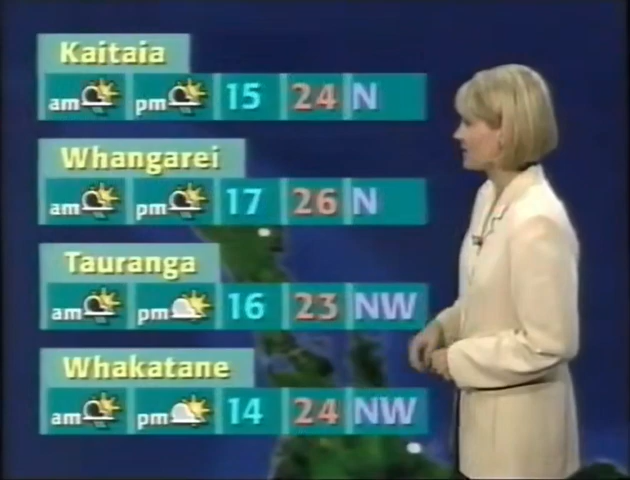 Kaitaia
am pm 15 24 N
Whangarei
am pm 17 26 N
Tauranga
am pm 16 23 NW
Whakatane
am pm 14 24 NW